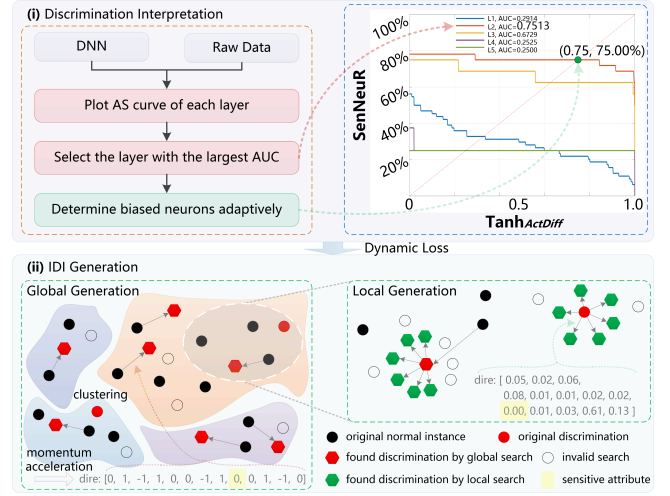 (i) Discrimination Interpretation
DNN
Raw Data
Plot AS curve of each layer
Select the layer with the largest AUC
Determine biased neurons adaptively
SenNeuR
100%
80%
60%
40%
20%
L1, AUC=0.2914
L2, AUC=0.7513
L3, AUC=0.6729
L4, AUC=0.2525
L5, AUC=0.2500
(0.75, 75.00%)
0
0.5
1.0
TanhActDiff
Dynamic Loss
(ii) IDI Generation
Global Generation
clustering
momentum
acceleration
dire: [0, 1, -1, 1, 0, 0, -1, 1, 0, 0, -1, 1, -1, 0]
Local Generation
dire: [ 0.05, 0.02, 0.06,
0.08, 0.01, 0.01, 0.02, 0.02,
0.00, 0.01, 0.03, 0.61, 0.13 ]
original normal instance
original discrimination
found discrimination by global search
invalid search
found discrimination by local search
sensitive attribute